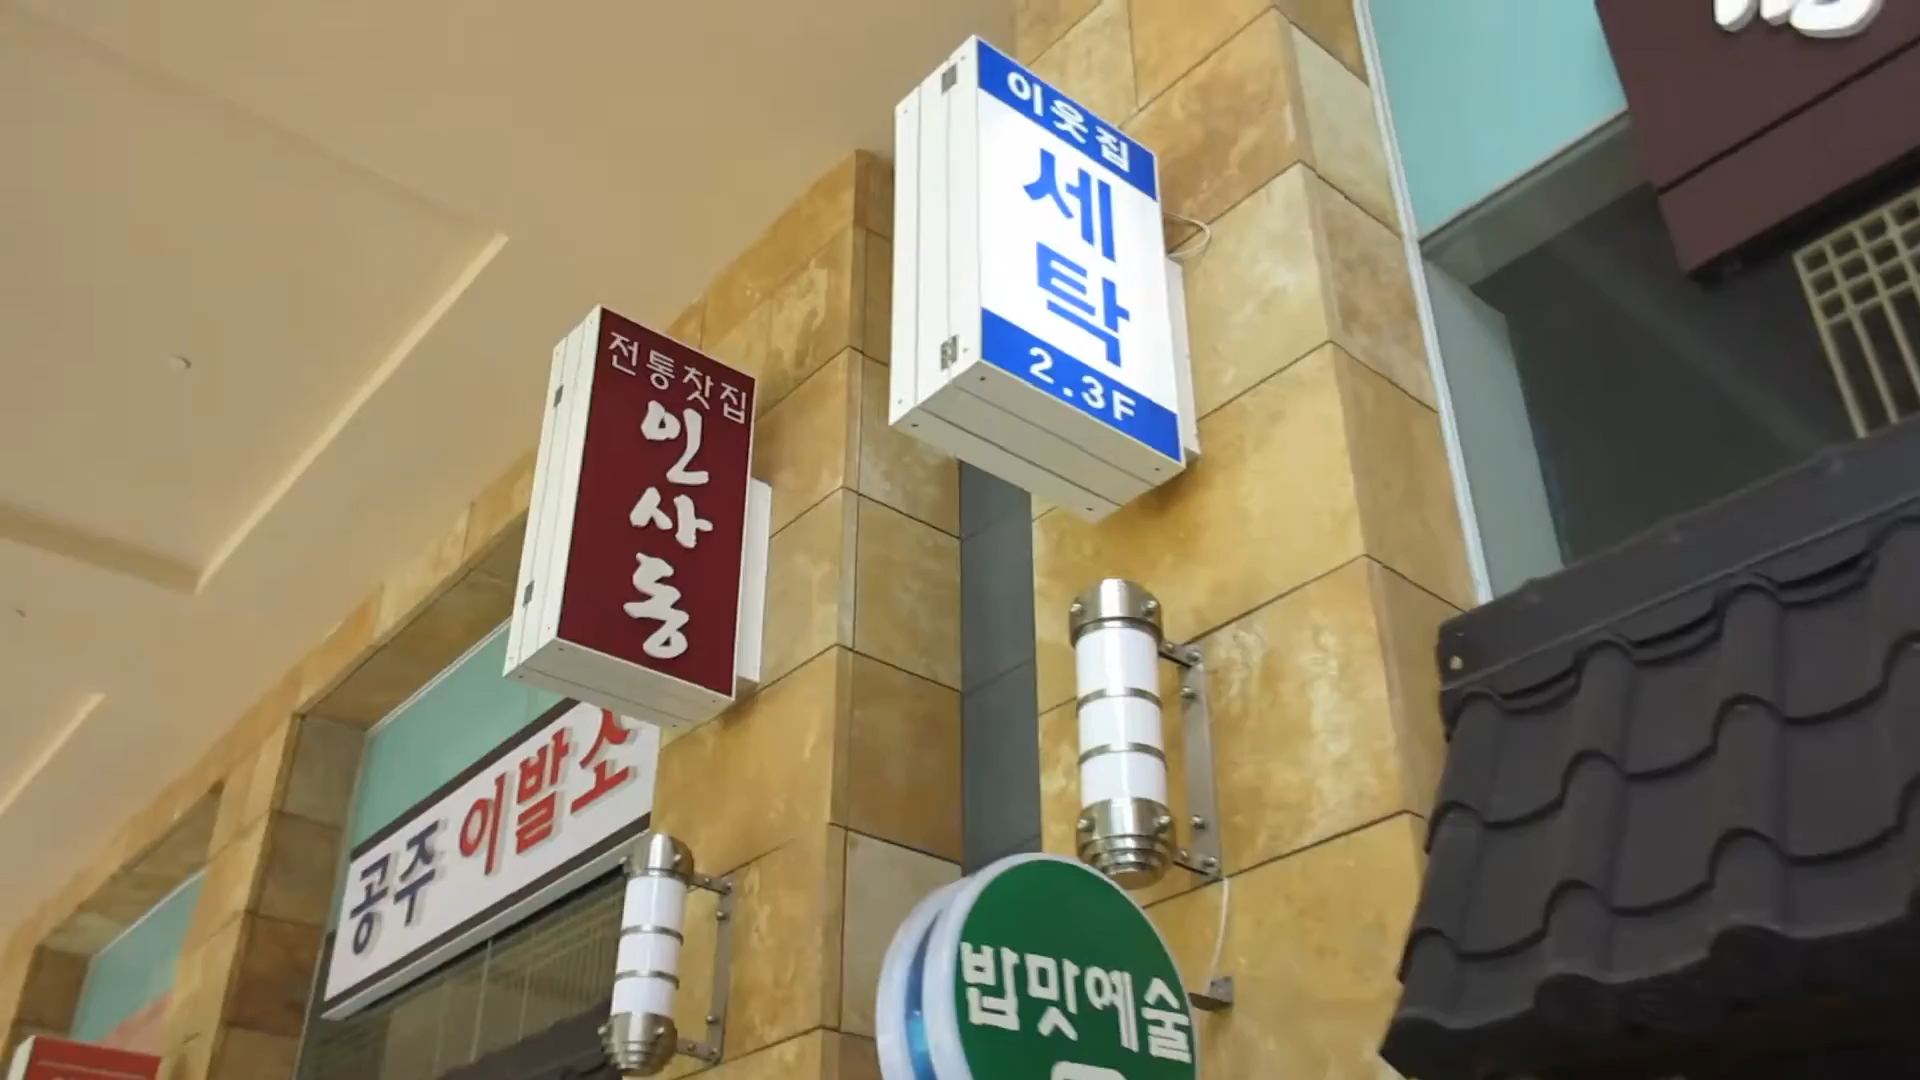 이웃집
세탁
2.3F
전통찻집
인사동
공주 이발소
밥맛예술